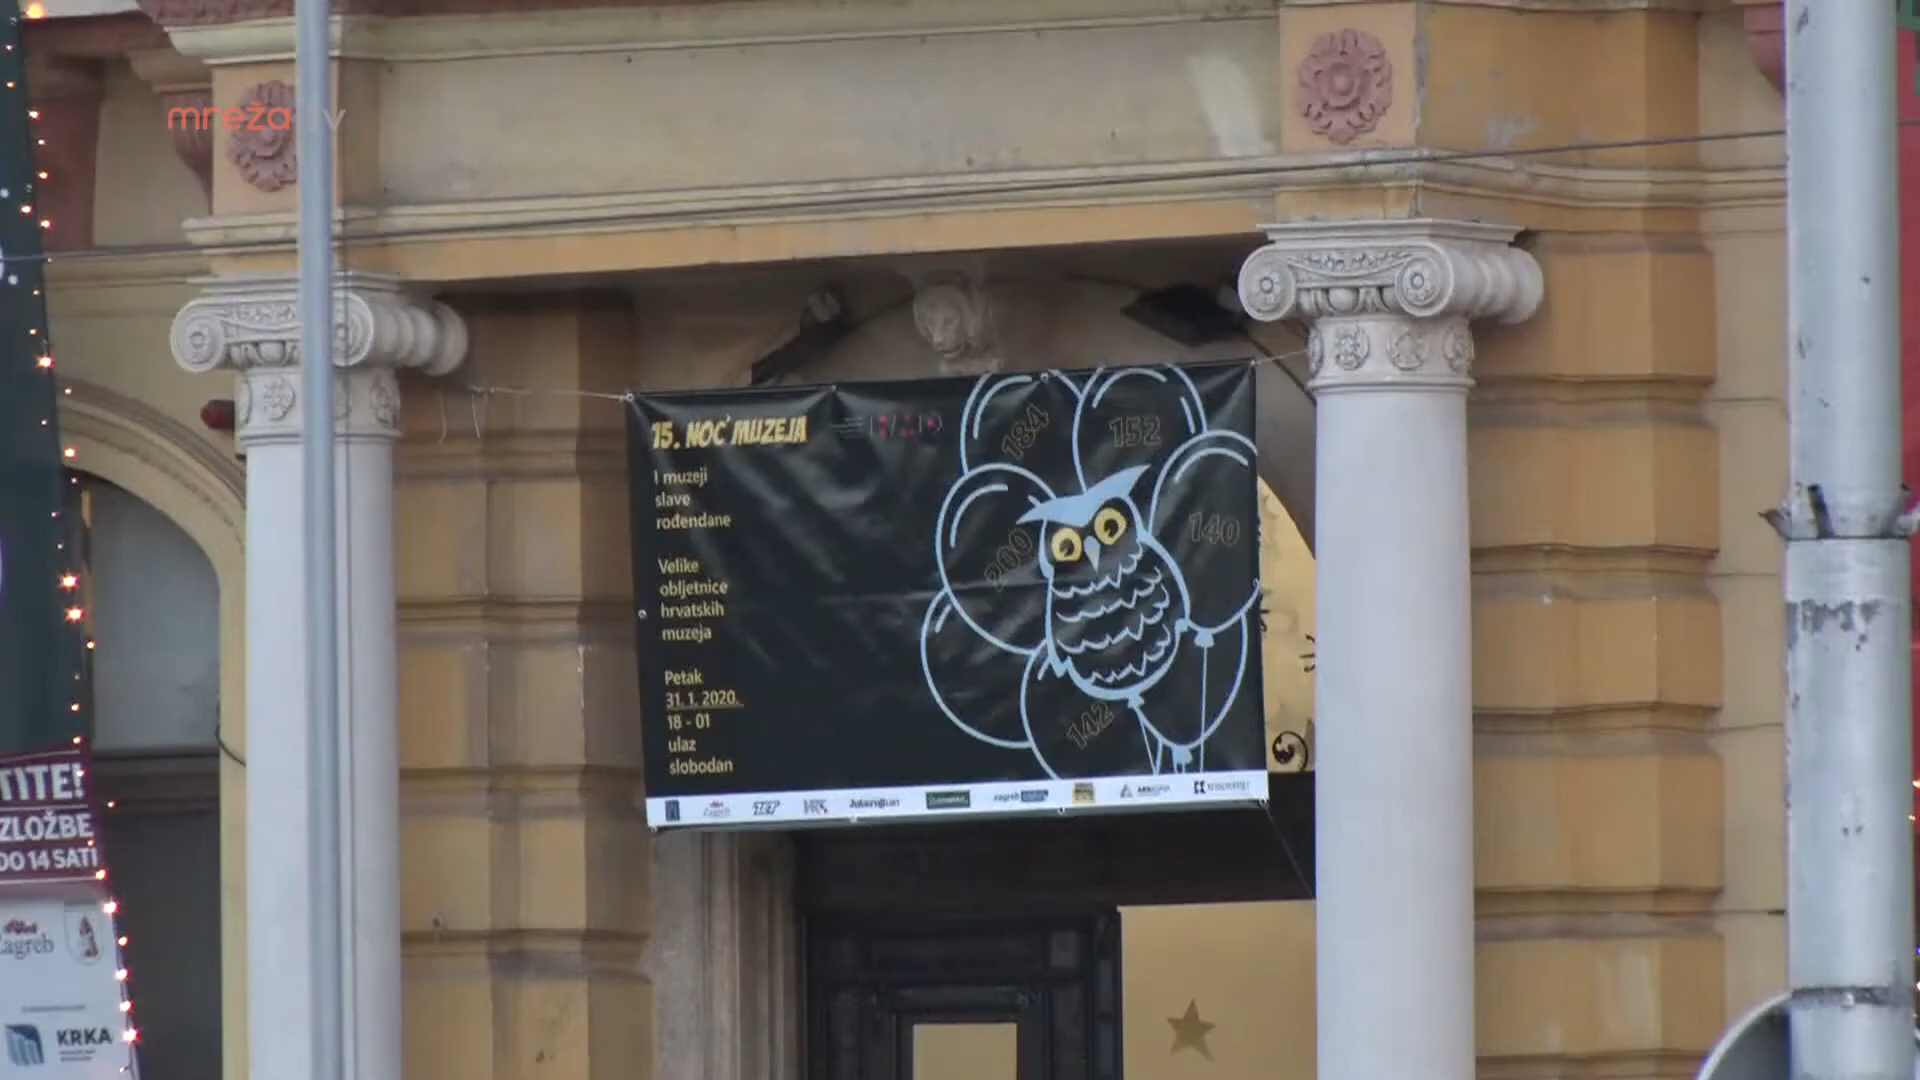 mreža tv
15. NOĆ MUZEJA
I muzeji
slave
rođendane
Velike
obljetnice
hrvatskih
muzeja
Petak
31. 1. 2020.
18 - 01
ulaz
slobodan
184
152
140
200
142
TITE!
ZLOŽBE
DO 14 SATI
Zagreb
KRKA